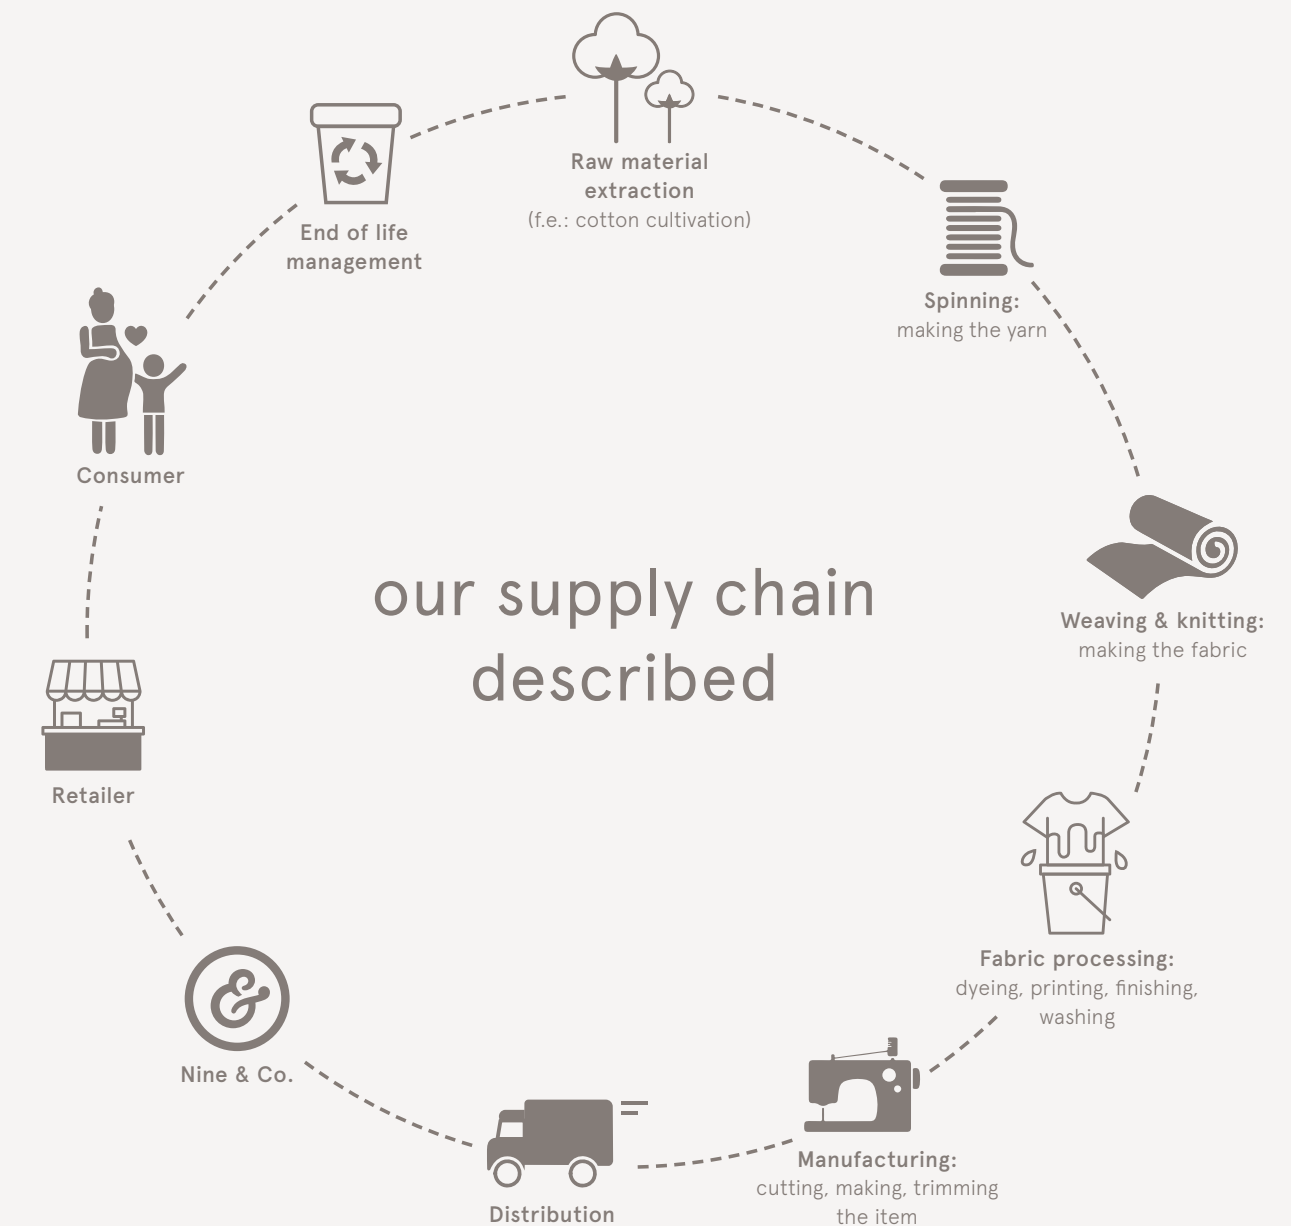 Raw material
extraction
(f.e.: cotton cultivation)
Spinning:
making the yarn
Weaving & knitting:
making the fabric
Fabric processing:
dyeing, printing, finishing,
washing
Manufacturing:
cutting, making, trimming
the item
Distribution
&
Nine & Co.
Retailer
Consumer
End of life
management
our supply chain
described